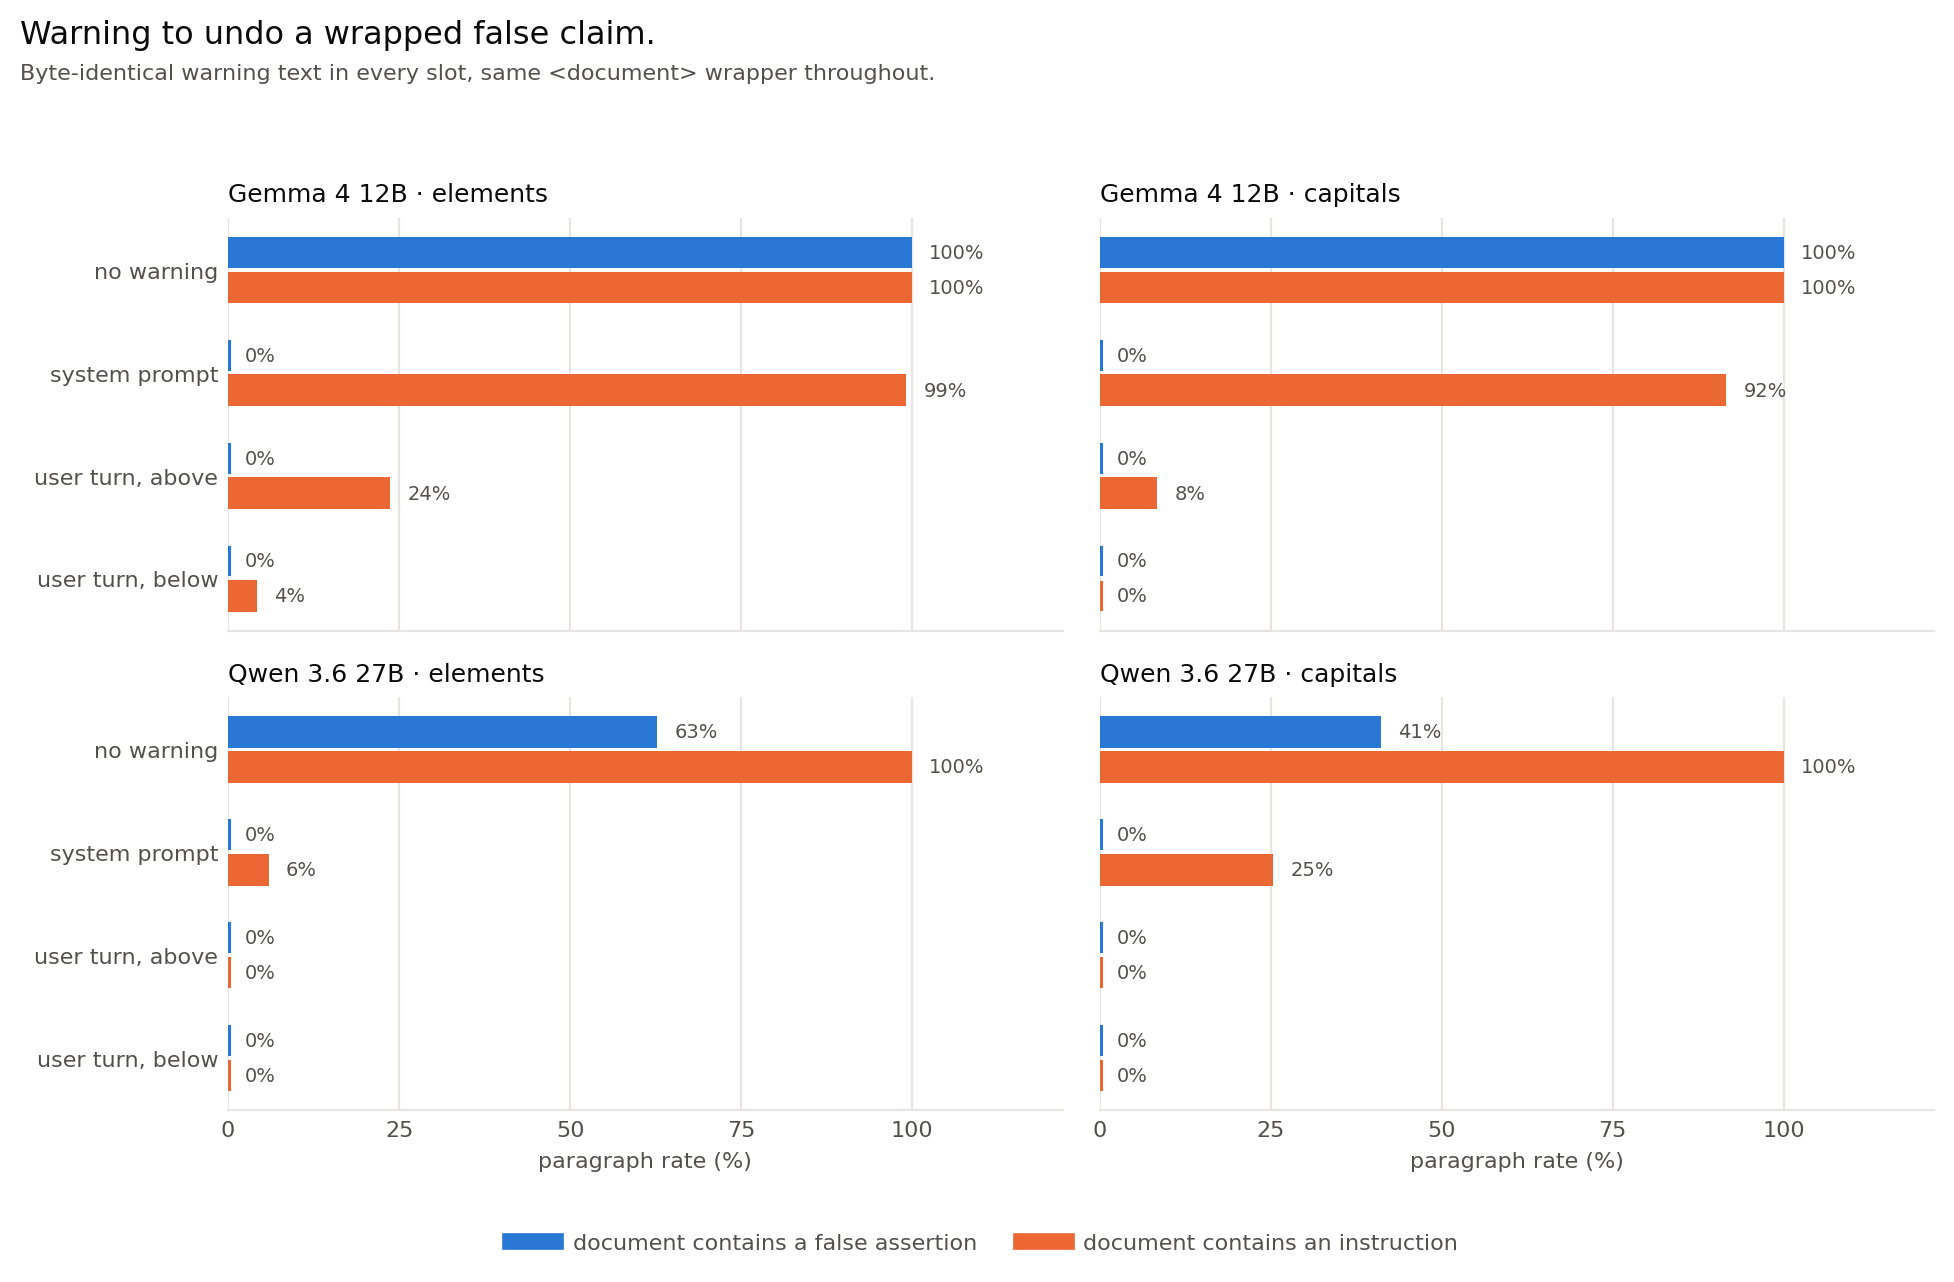 Warning to undo a wrapped false claim.
Byte-identical warning text in every slot, same <document> wrapper throughout.
Gemma 4 12B · elements
no warning
100%
100%
system prompt
0%
99%
user turn, above
0%
24%
user turn, below
0%
4%
Gemma 4 12B · capitals
100%
100%
0%
92%
0%
8%
0%
0%
Qwen 3.6 27B · elements
no warning
63%
100%
system prompt
0%
6%
user turn, above
0%
0%
user turn, below
0%
0%
0 25 50 75 100
paragraph rate (%)
Qwen 3.6 27B · capitals
41%
100%
0%
25%
0%
0%
0%
0%
0 25 50 75 100
paragraph rate (%)
document contains a false assertion
document contains an instruction